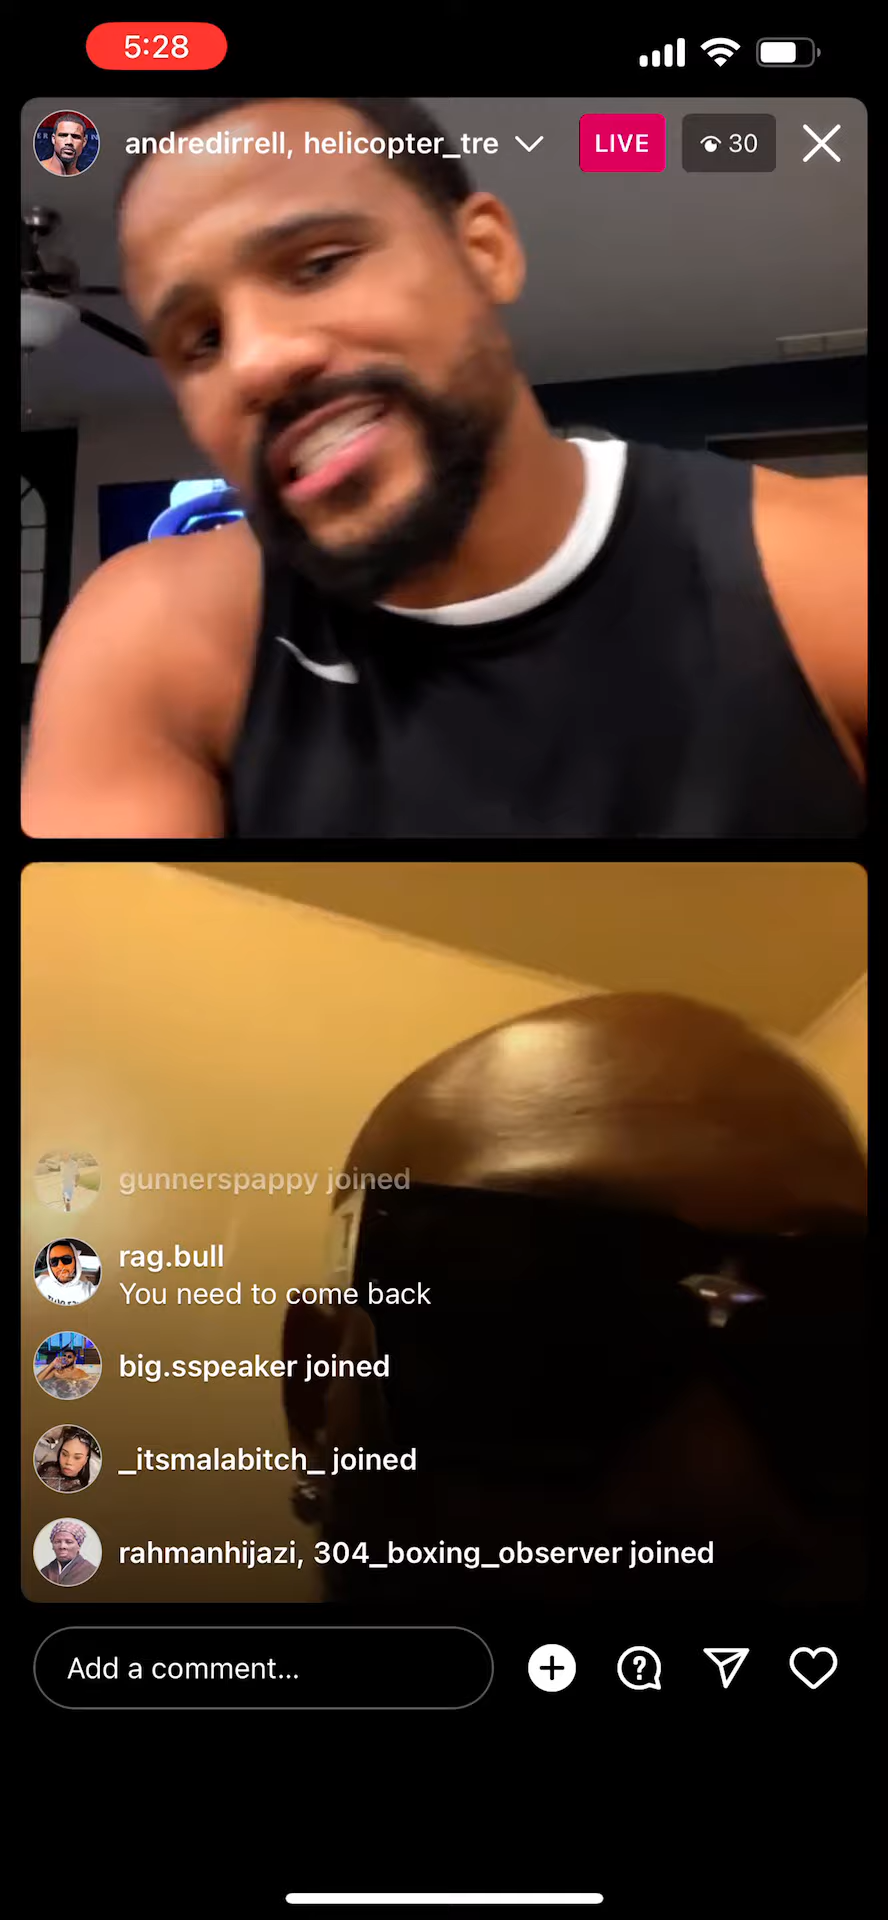 5:28
andredirrell, helicopter_tre
LIVE
30
gunnerspappy joined
rag.bull
You need to come back
big.sspeaker joined
_itsmalabitch_ joined
rahmanhijazi, 304_boxing_observer joined
Add a comment...